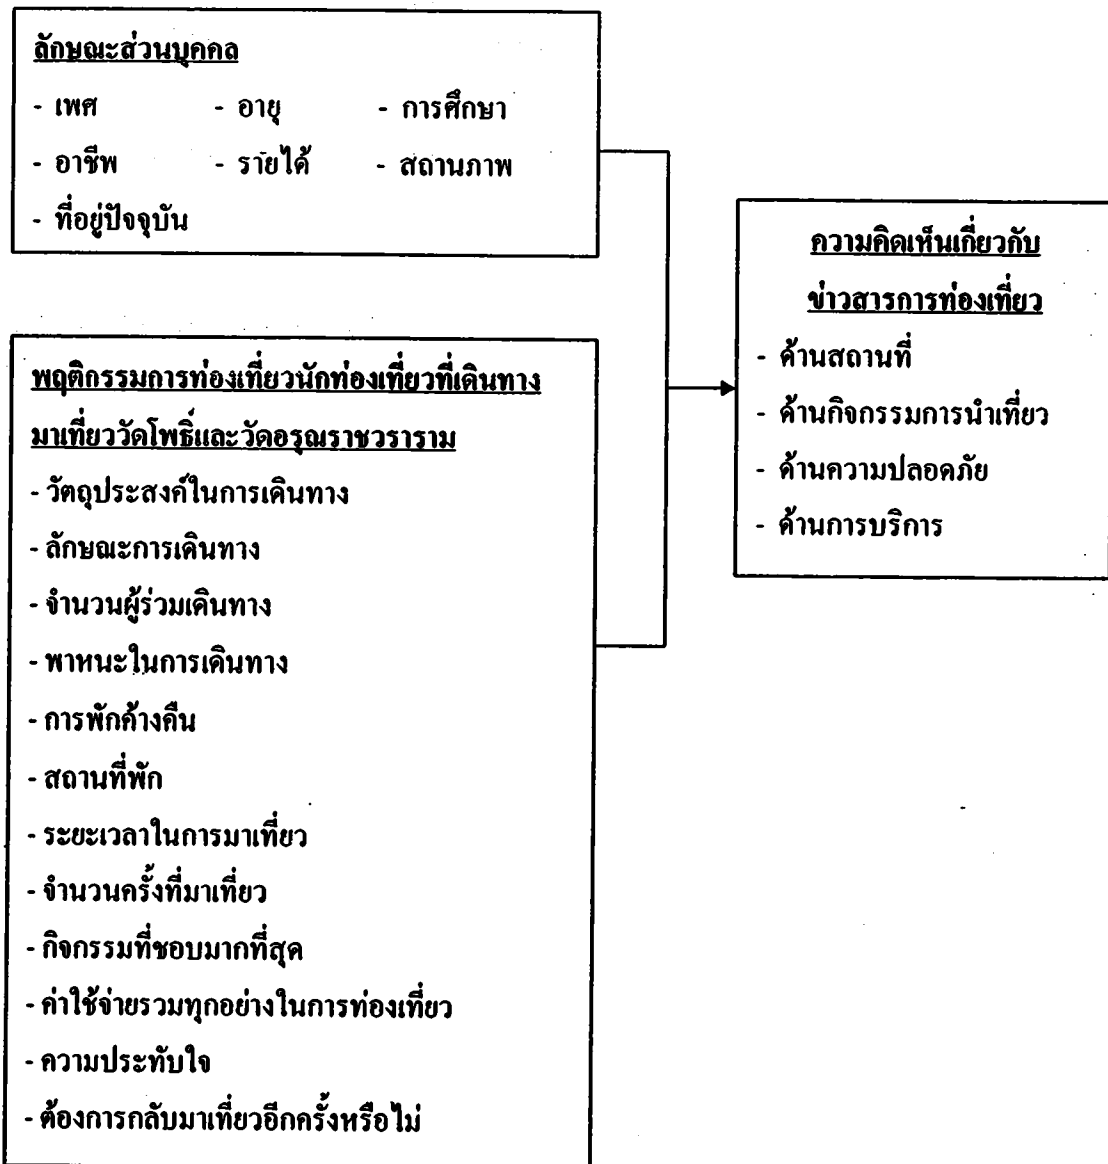 ลักษณะส่วนบุคคล
- เพศ - อายุ - การศึกษา
- อาชีพ - รายได้ - สถานภาพ
- ที่อยู่ปัจจุบัน
พฤติกรรมการท่องเที่ยวนักท่องเที่ยวที่เดินทาง
มาเที่ยววัดโพธิ์และวัดอรุณราชวราราม
- วัตถุประสงค์ในการเดินทาง
- ลักษณะการเดินทาง
- จำนวนผู้ร่วมเดินทาง
- พาหนะในการเดินทาง
- การพักค้างคืน
- สถานที่พัก
- ระยะเวลาในการมาเที่ยว
- จำนวนครั้งที่มาเที่ยว
- กิจกรรมที่ชอบมากที่สุด
- ค่าใช้จ่ายรวมทุกอย่างในการท่องเที่ยว
- ความประทับใจ
- ต้องการกลับมาเที่ยวอีกครั้งหรือไม่
ความคิดเห็นเกี่ยวกับ
ข่าวสารการท่องเที่ยว
- ด้านสถานที่
- ด้านกิจกรรมการนำเที่ยว
- ด้านความปลอดภัย
- ด้านการบริการ